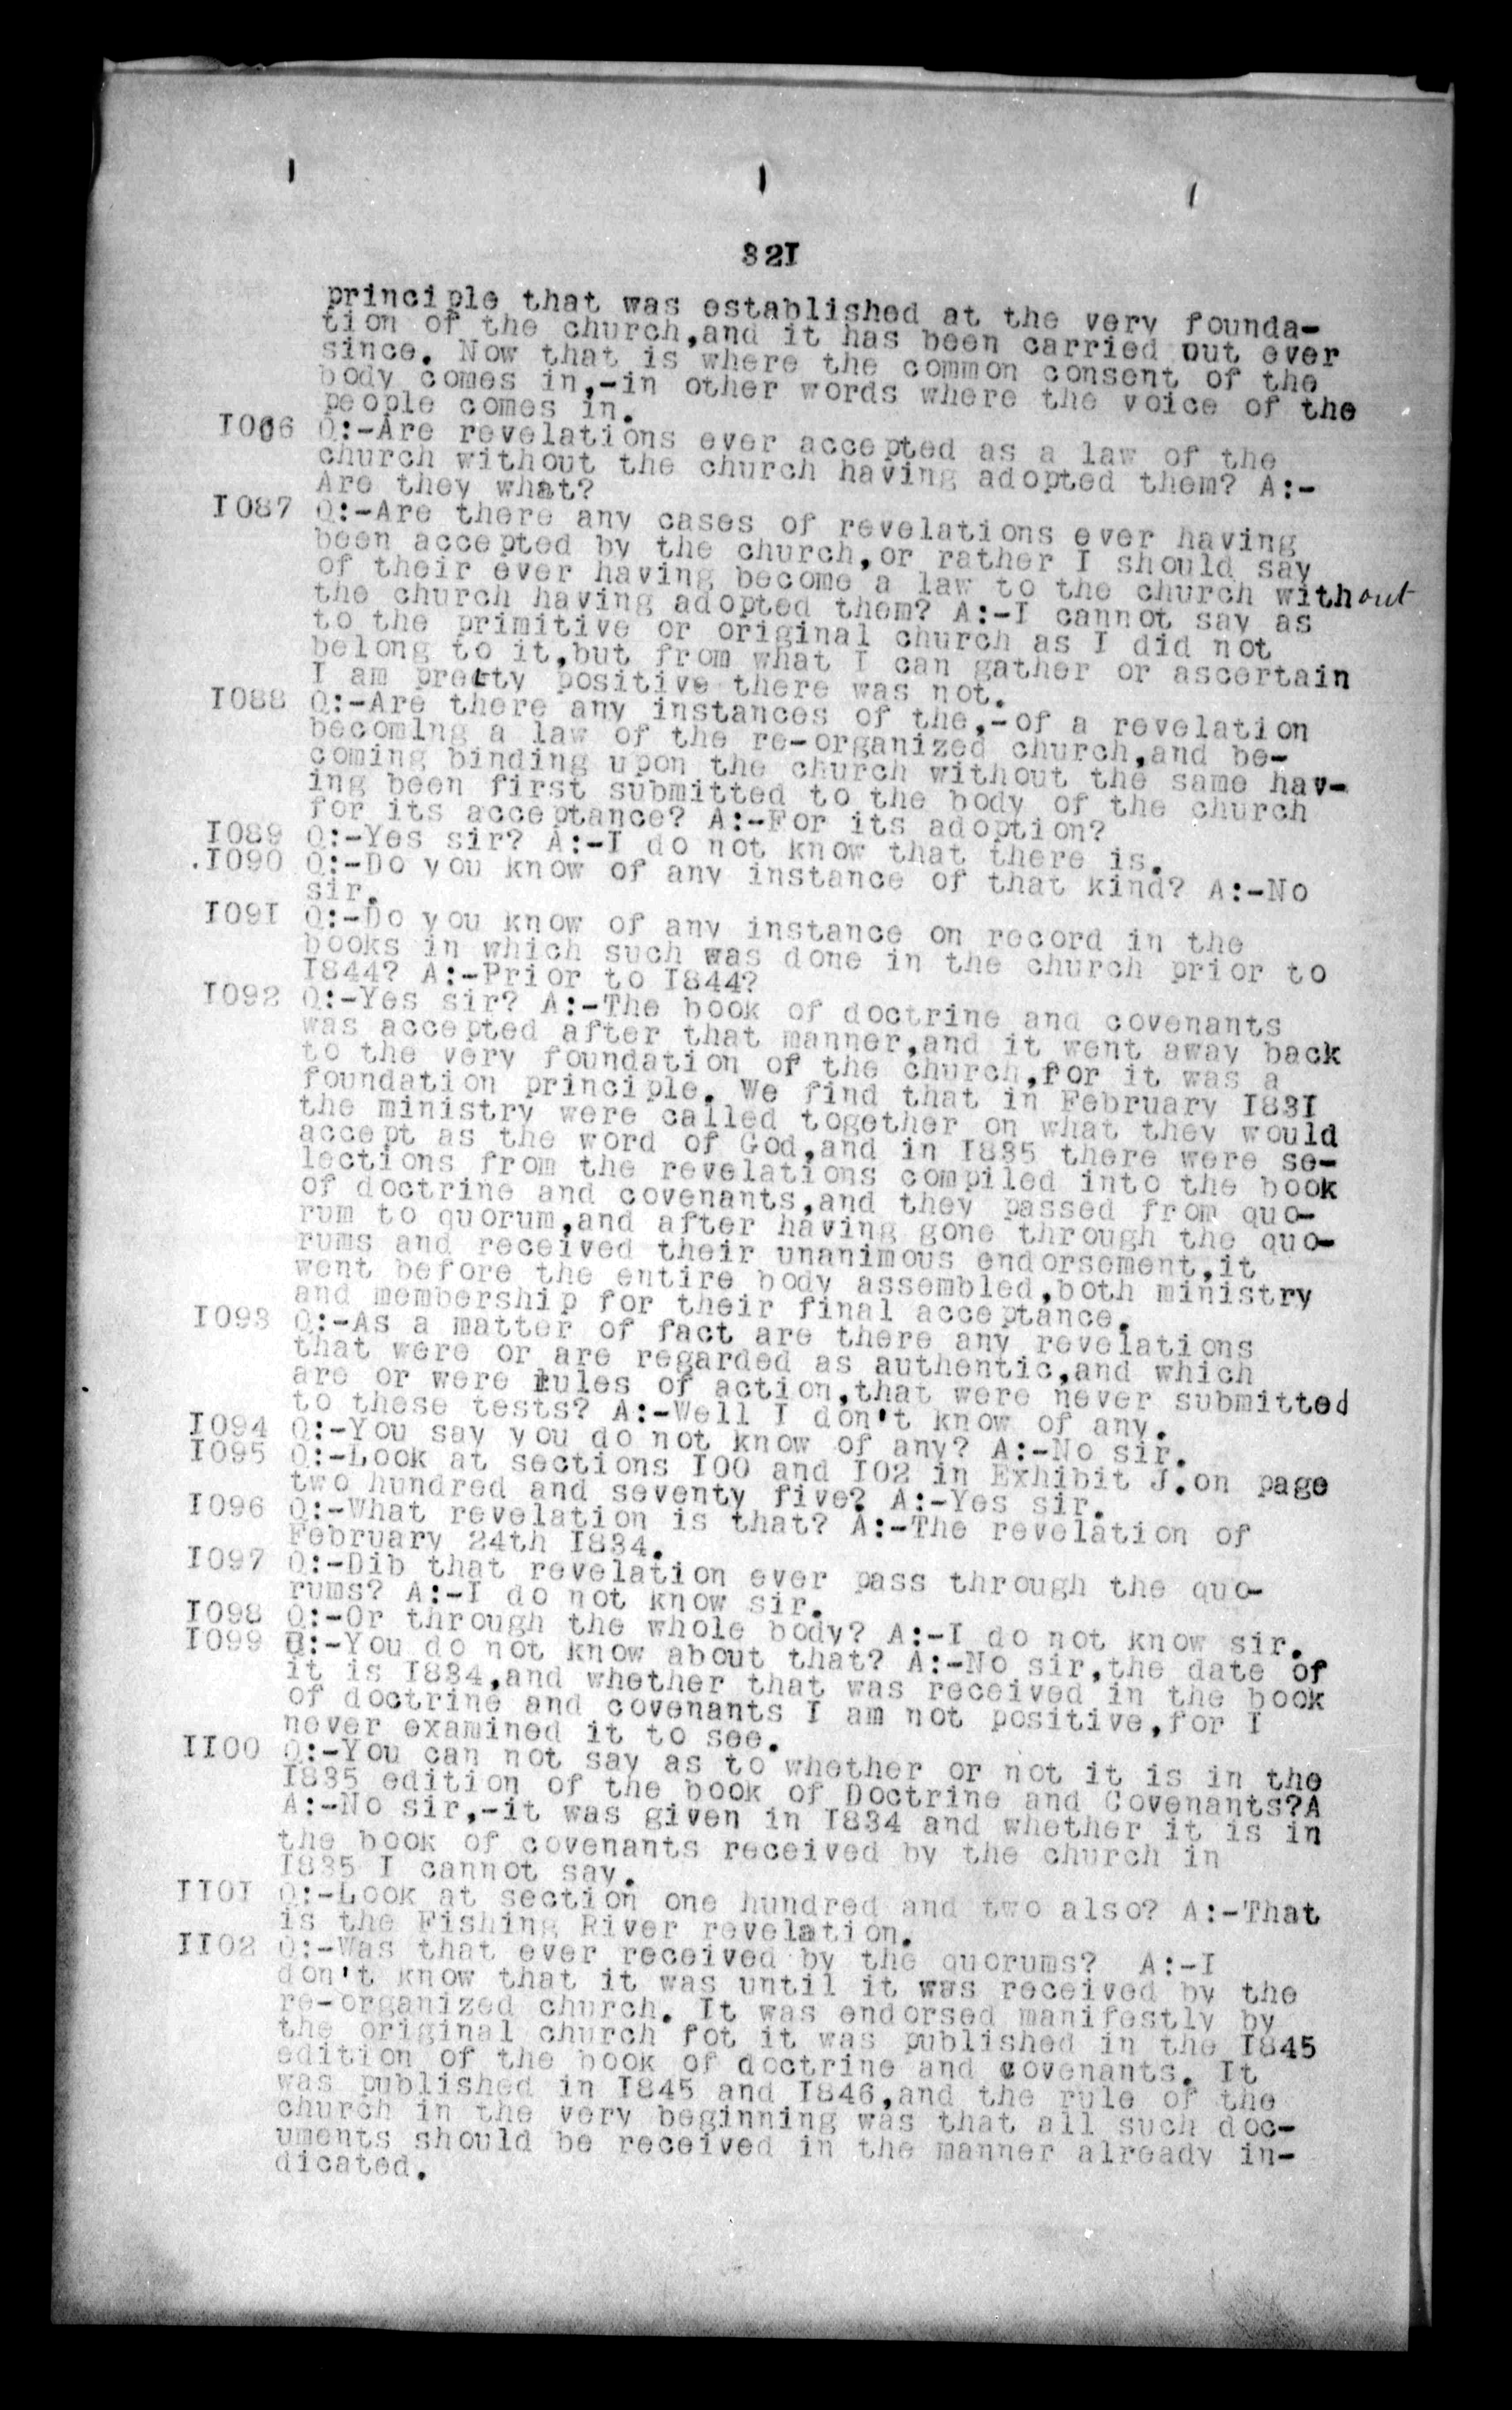 321
principle that was established at the very founda-
tion of the church,and it has been carried out ever
since. Now that is where the common consent of the
body comes in,-in other words where the voice of the
people comes in.
I006 Q:-Are revelations ever accepted as a law of the
church without the church having adopted them? A:-
Are they what?
I087 Q:-Are there any cases of revelations ever having
been accepted by the church,or rather I should say
of their ever having become a law to the church without
the church having adopted them? A:-I cannot say as
to the primitive or original church as I did not
belong to it,but from what I can gather or ascertain
I am pretty positive there was not.
I088 Q:-Are there any instances of the,-of a revelation
becoming a law of the re-organized church,and be-
coming binding upon the church without the same hav-
ing been first submitted to the body of the church
for its acceptance? A:-For its adoption?
I089 Q:-Yes sir? A:-I do not know that there is.
.I090 Q:-Do you know of any instance of that kind? A:-No
sir.
I09I Q:-Do you know of any instance on record in the
books in which such was done in the church prior to
I844? A:-Prior to I844?
I092 Q:-Yes sir? A:-The book of doctrine and covenants
was accepted after that manner,and it went away back
to the very foundation of the church,for it was a
foundation principle. We find that in February I83I
the ministry were called together on what they would
accept as the word of God,and in I835 there were se-
lections from the revelations compiled into the book
of doctrine and covenants,and they passed from quo-
rum to quorum,and after having gone through the quo-
rums and received their unanimous endorsement,it
went before the entire body assembled,both ministry
and membership for their final acceptance.
I093 Q:-As a matter of fact are there any revelations
that were or are regarded as authentic,and which
are or were rules of action,that were never submitted
to these tests? A:-Well I don't know of any.
I094 Q:-You say you do not know of any? A:-No sir.
I095 Q:-Look at sections I00 and I02 in Exhibit J.on page
two hundred and seventy five? A:-Yes sir.
I096 Q:-What revelation is that? A:-The revelation of
February 24th I834.
I097 Q:-Dib that revelation ever pass through the quo-
rums? A:-I do not know sir.
I098 Q:-Or through the whole body? A:-I do not know sir.
I099 Q:-You do not know about that? A:-No sir,the date of
it is I834,and whether that was received in the book
of doctrine and covenants I am not positive,for I
never examined it to see.
II00 Q:-You can not say as to whether or not it is in the
I835 edition of the book of Doctrine and Covenants?A
A:-No sir,-it was given in I834 and whether it is in
the book of covenants received by the church in
I835 I cannot say.
II0I Q:-Look at section one hundred and two also? A:-That
is the Fishing River revelation.
II02 Q:-Was that ever received by the quorums? A:-I
don't know that it was until it was received by the
re-organized church. It was endorsed manifestly by
the original church fot it was published in the I845
edition of the book of doctrine and covenants. It
was published in I845 and I846,and the rule of the
church in the very beginning was that all such doc-
uments should be received in the manner already in-
dicated.